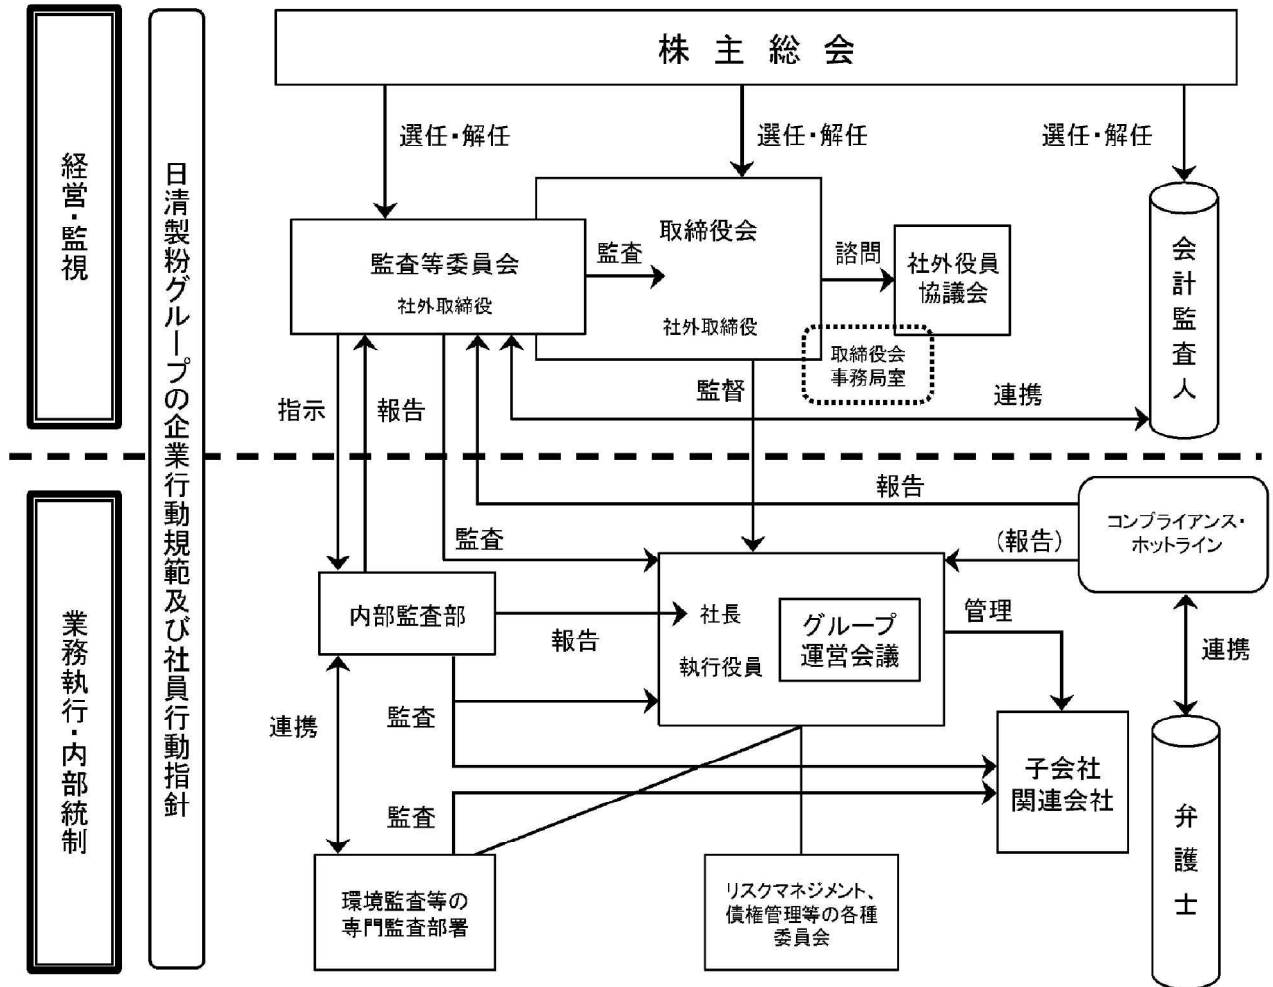 株主総会
選任・解任
選任・解任
選任・解任
経営・監視
日清製粉グループの企業行動規範及び社員行動指針
取締役会
社外取締役
監査等委員会
社外取締役
監査
諮問
社外役員
協議会
取締役会
事務局室
会計監査人
指示
報告
監督
連携
報告
コンプライアンス・
ホットライン
監査
(報告)
業務執行・内部統制
内部監査部
報告
社長
執行役員
グループ
運営会議
管理
連携
連携
監査
監査
子会社
関連会社
弁護士
環境監査等の
専門監査部署
リスクマネジメント、
債権管理等の各種
委員会